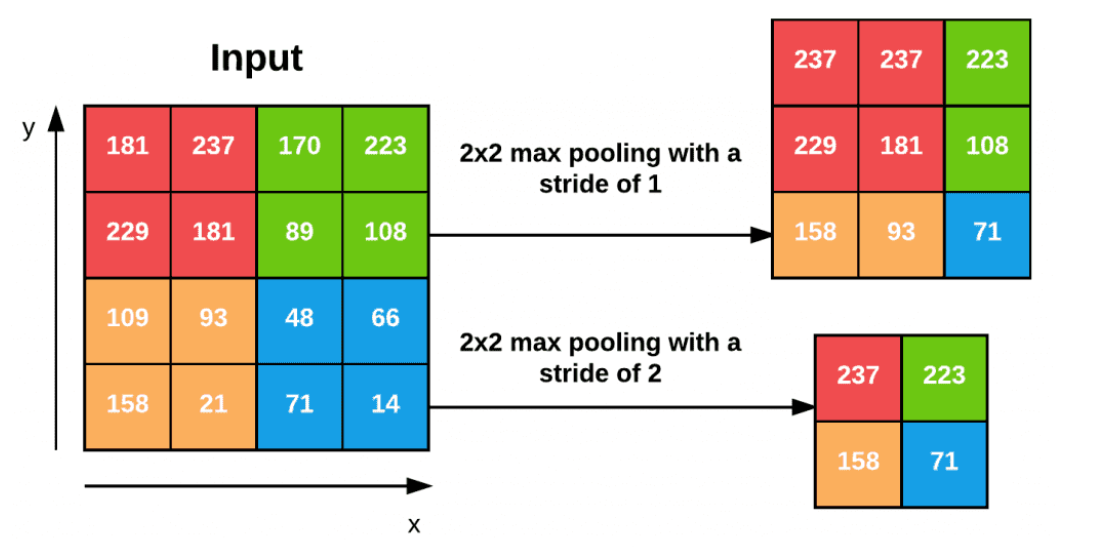 Input
y
181 237 170 223
229 181 89 108
109 93 48 66
158 21 71 14
x
2x2 max pooling with a
stride of 1
237 237 223
229 181 108
158 93 71
2x2 max pooling with a
stride of 2
237 223
158 71